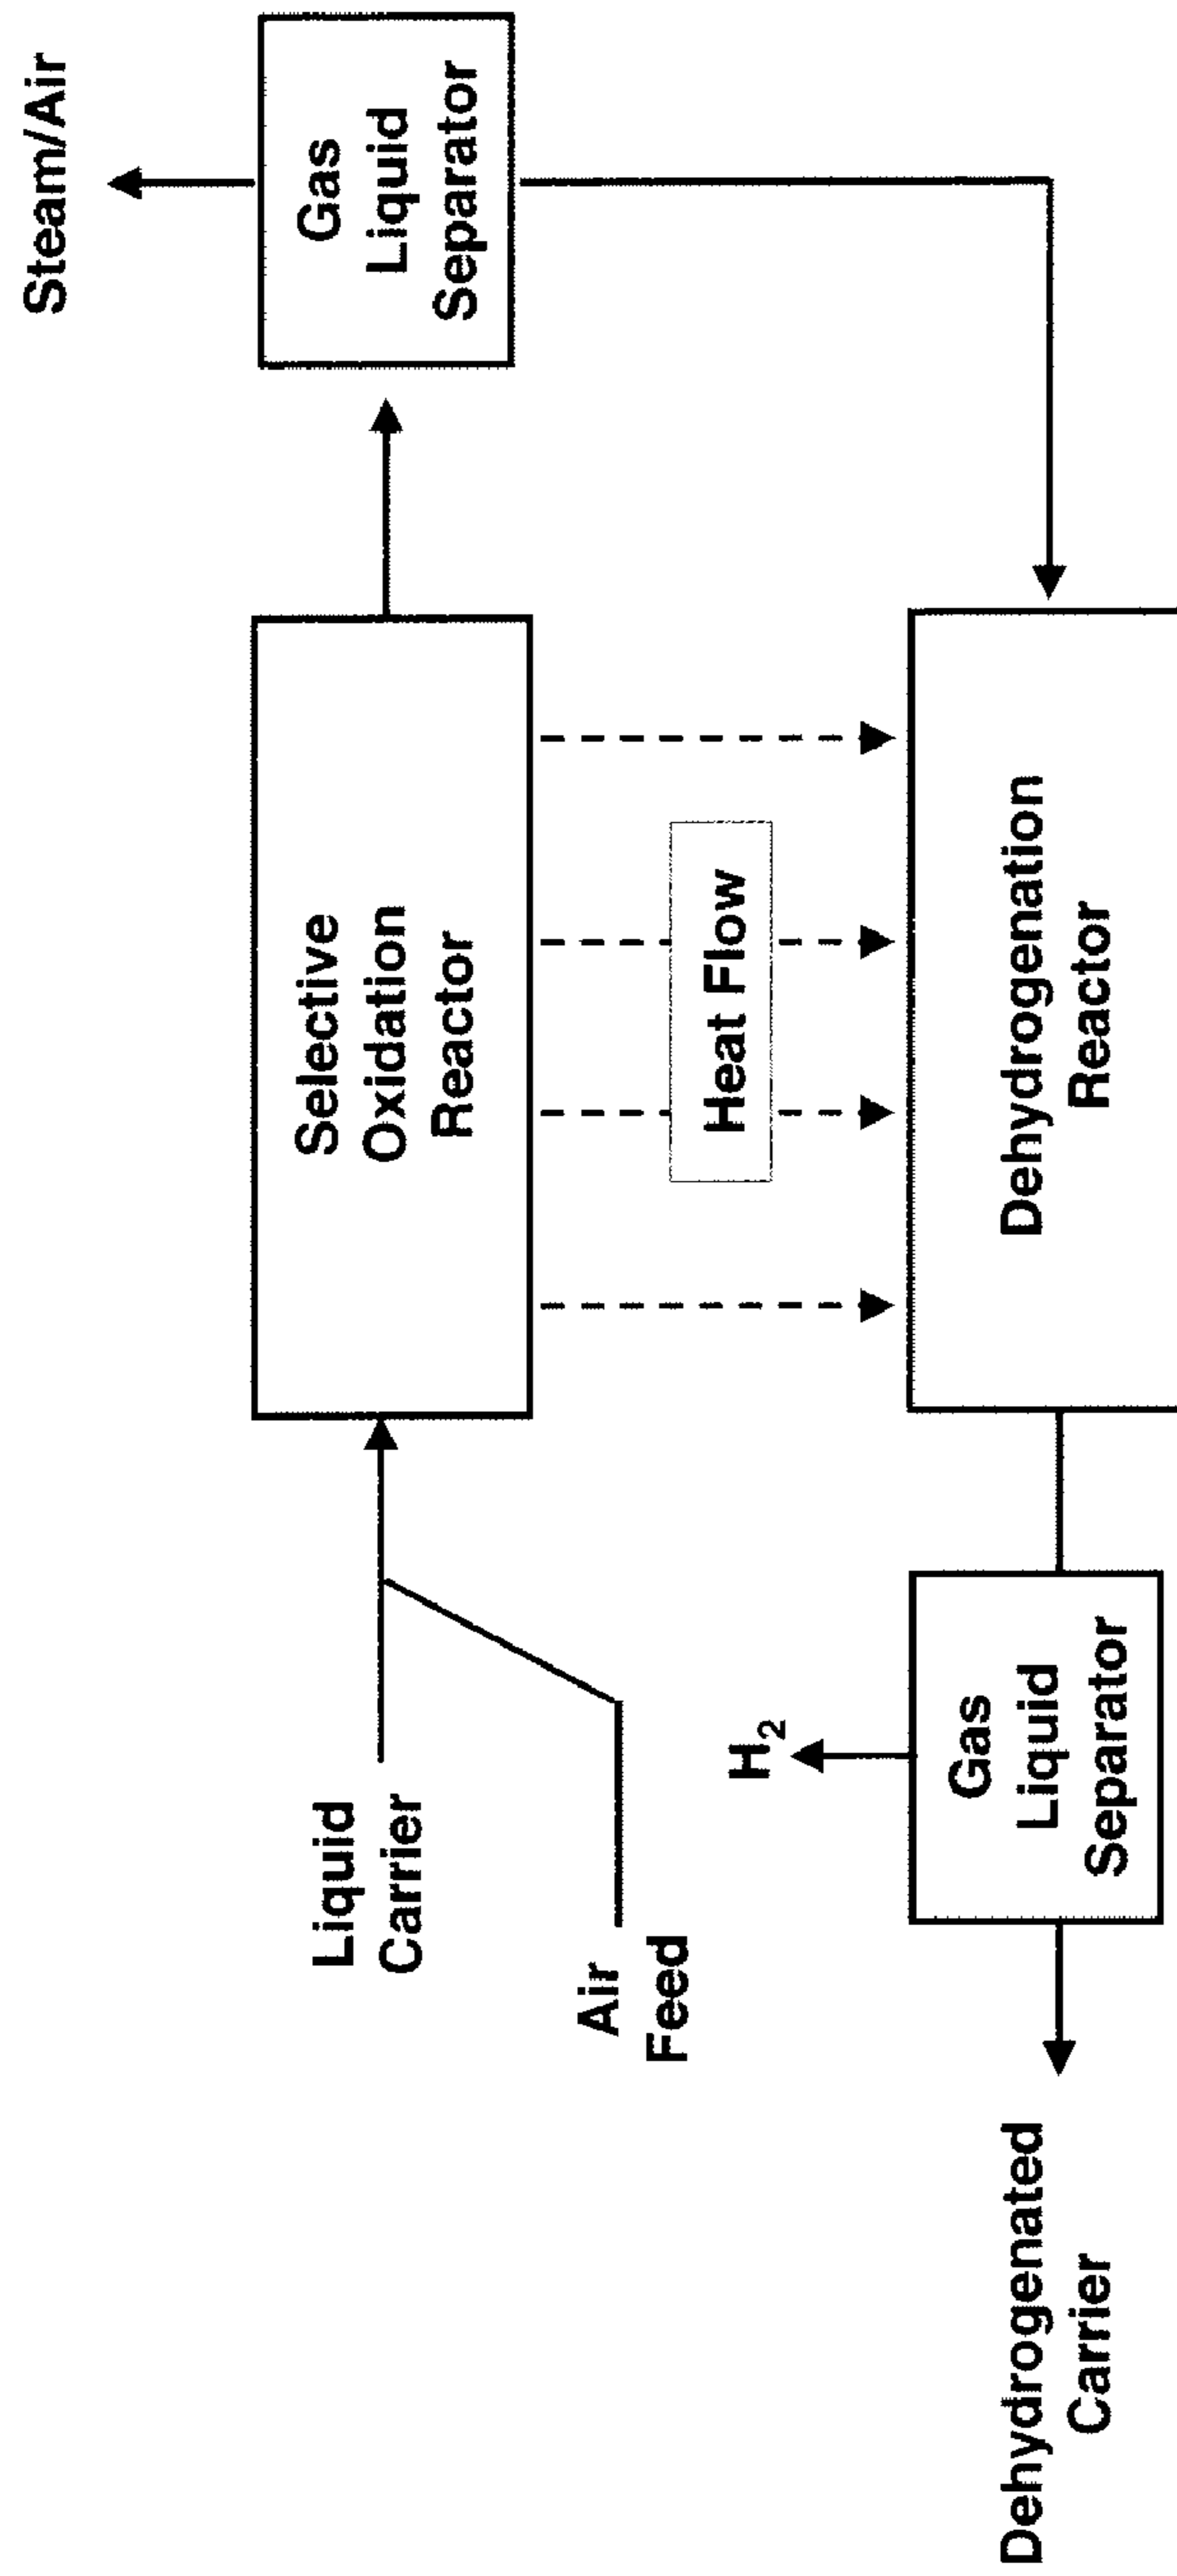 Steam/Air
Gas
Liquid
Separator
Selective
Oxidation
Reactor
Liquid
Carrier
Air
Feed
Heat Flow
Dehydrogenation
Reactor
H₂
Gas
Liquid
Separator
Dehydrogenated
Carrier